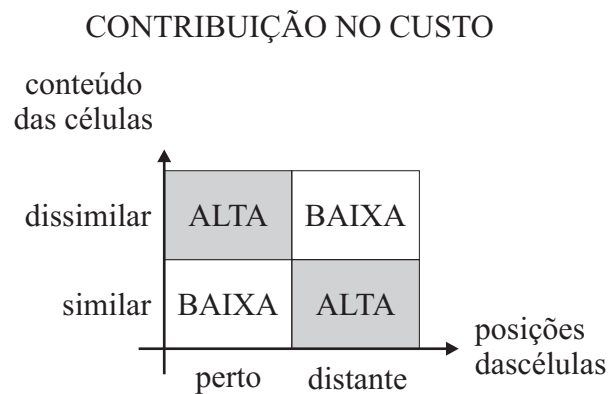 CONTRIBUIÇÃO NO CUSTO
conteúdo
das células
dissimilar ALTA BAIXA
similar BAIXA ALTA
perto distante
posições
dascélulas